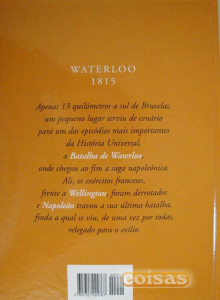 WATERLOO
1815
Apenas 13 quilómetros a sul de Bruxelas,
um pequeno lugar serviu de cenário
para um dos episódios mais importantes
da História Universal,
a Batalha de Waterloo,
onde chegou ao fim a saga napoleónica.
Ali, os exércitos franceses,
frente a Wellington, foram derrotados
e Napoleão travou a sua última batalha,
finda a qual se viu, de uma vez por todas,
relegado para o exílio.
coisas